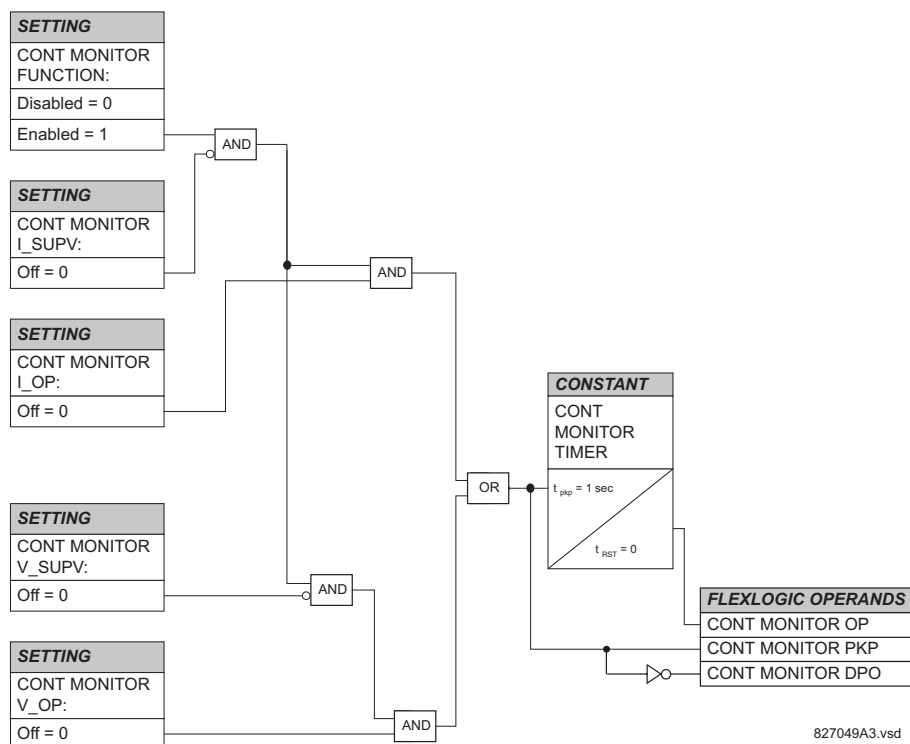 SETTING
CONT MONITOR
FUNCTION:
Disabled = 0
Enabled = 1
AND
SETTING
CONT MONITOR
I_SUPV:
Off = 0
AND
SETTING
CONT MONITOR
I_OP:
Off = 0
CONSTANT
CONT
MONITOR
TIMER
t pkp = 1 sec
t RST = 0
OR
SETTING
CONT MONITOR
V_SUPV:
Off = 0
AND
SETTING
CONT MONITOR
V_OP:
Off = 0
AND
FLEXLOGIC OPERANDS
CONT MONITOR OP
CONT MONITOR PKP
CONT MONITOR DPO
827049A3.vsd